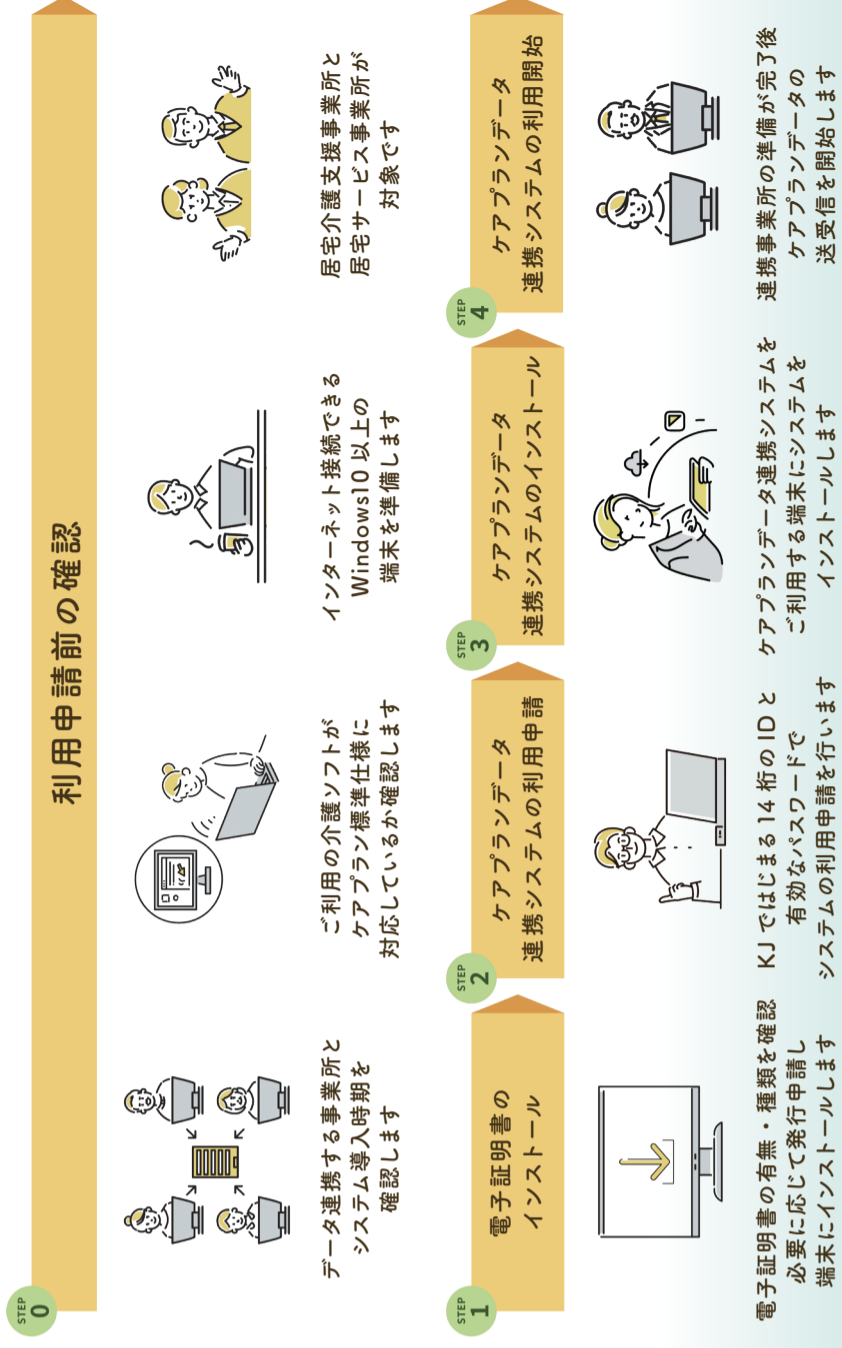 STEP
0
利用申請前の確認
データ連携する事業所と
システム導入時期を
確認します
ご利用の介護ソフトが
ケアプラン標準仕様に
対応しているか確認します
インターネット接続できる
Windows10 以上の
端末を準備します
居宅介護支援事業所と
居宅サービス事業所が
対象です
STEP
1
電子証明書の
インストール
電子証明書の有無・種類を確認
必要に応じて発行申請し
端末にインストールします
STEP
2
ケアプランデータ
連携システムの利用申請
KJ ではじまる 14 桁の ID と
有効なパスワードで
システムの利用申請を行います
STEP
3
ケアプランデータ
連携システムのインストール
ケアプランデータ連携システムを
ご利用する端末にシステムを
インストールします
STEP
4
ケアプランデータ
連携システムの利用開始
連携事業所の準備が完了後
ケアプランデータの
送受信を開始します